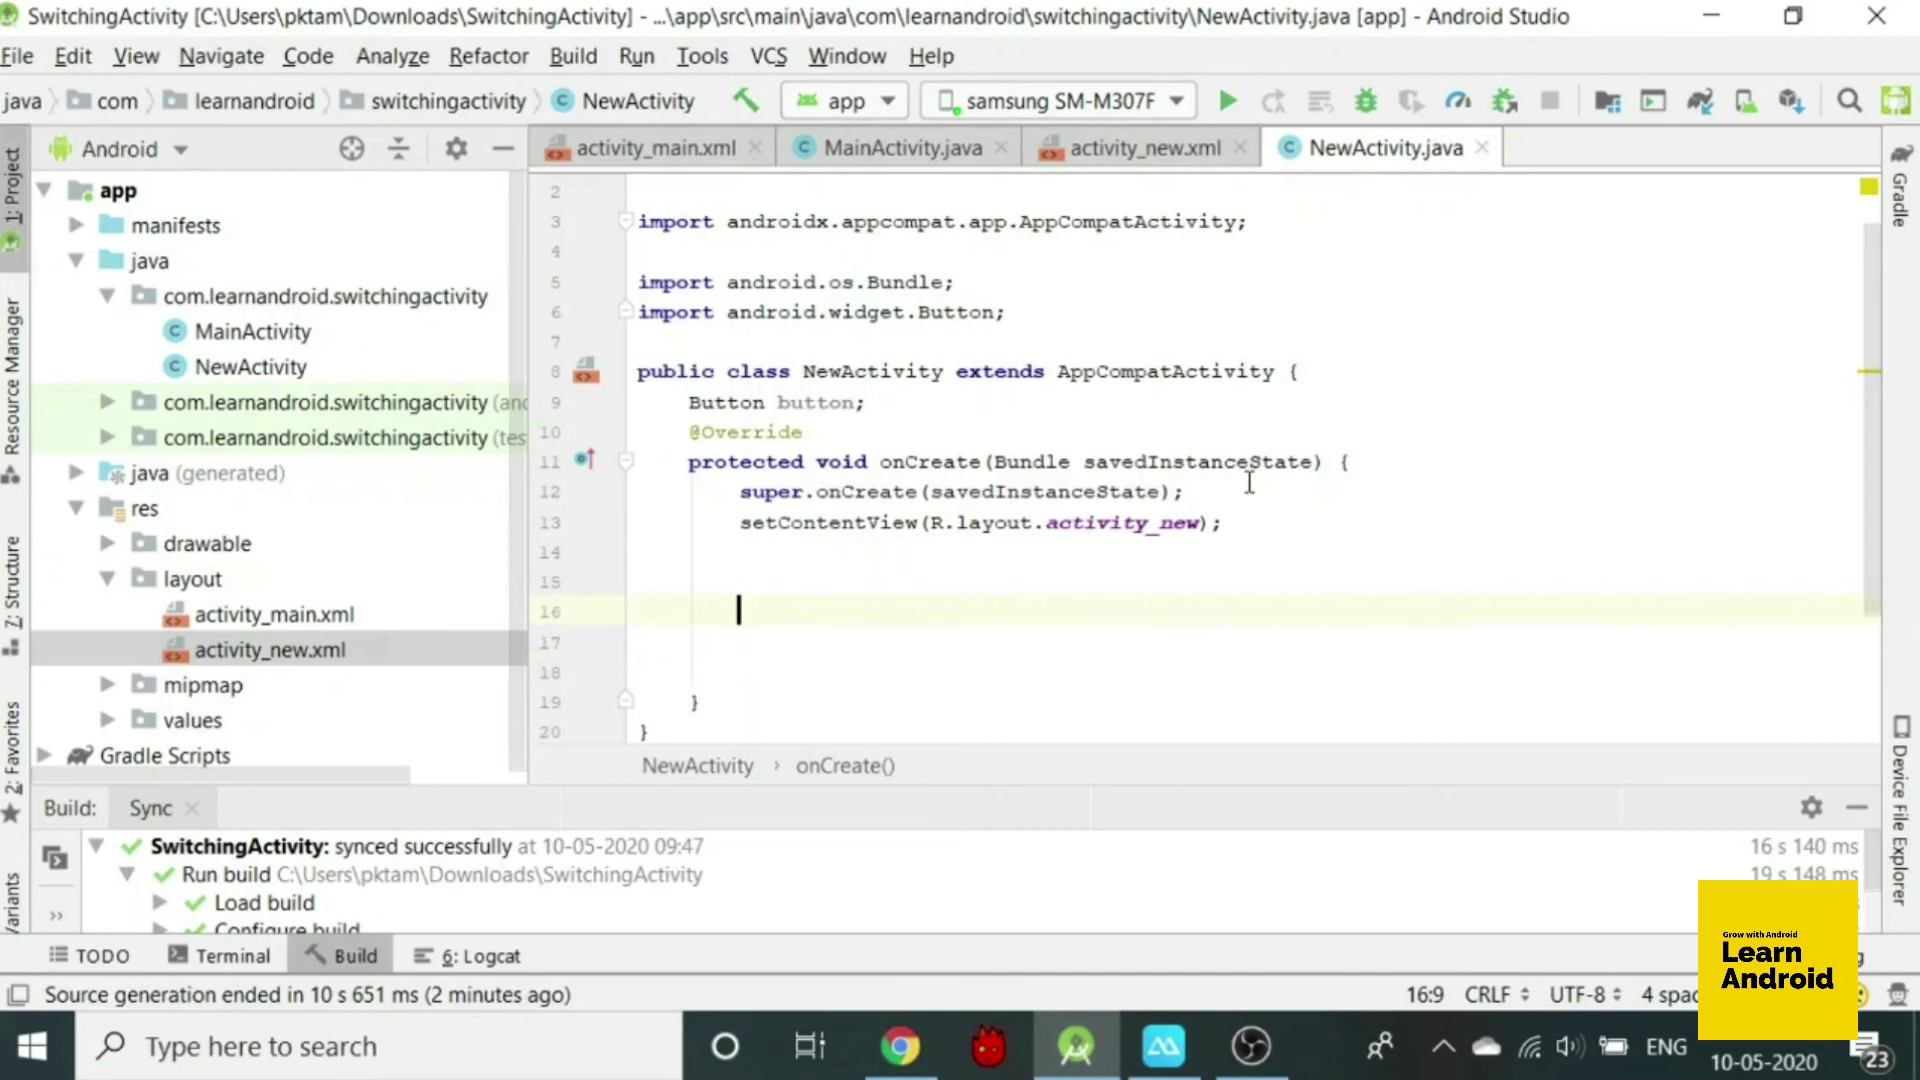 SwitchingActivity [C:\Users\pktam\Downloads\SwitchingActivity] - ...\app\src\main\java\com\learnandroid\switchingactivity\NewActivity.java [app] - Android Studio
File Edit View Navigate Code Analyze Refactor Build Run Tools VCS Window Help
java com learnandroid switchingactivity NewActivity app samsung SM-M307F
Android
activity_main.xml MainActivity.java activity_new.xml NewActivity.java
1: Project
Resource Manager
Z: Structure
2: Favorites
app
manifests
java
com.learnandroid.switchingactivity
MainActivity
NewActivity
com.learnandroid.switchingactivity
com.learnandroid.switchingactivity
java (generated)
res
drawable
layout
activity_main.xml
activity_new.xml
mipmap
values
Gradle Scripts
2
3 import androidx.appcompat.app.AppCompatActivity;
4
5 import android.os.Bundle;
6 import android.widget.Button;
7
8 public class NewActivity extends AppCompatActivity {
9 Button button;
10 @Override
11 protected void onCreate(Bundle savedInstanceState) {
12 super.onCreate(savedInstanceState);
13 setContentView(R.layout.activity_new);
14
15
16
17
18
19 }
20 }
NewActivity › onCreate()
Gradle
Device File Explorer
Build: Sync
SwitchingActivity: synced successfully at 10-05-2020 09:47 16 s 140 ms
Run build C:\Users\pktam\Downloads\SwitchingActivity 19 s 148 ms
Load build
Configure build
TODO Terminal Build 6: Logcat
Source generation ended in 10 s 651 ms (2 minutes ago) 16:9 CRLF UTF-8 4
Grow with Android
Learn
Android
Type here to search
ENG
10-05-2020
23